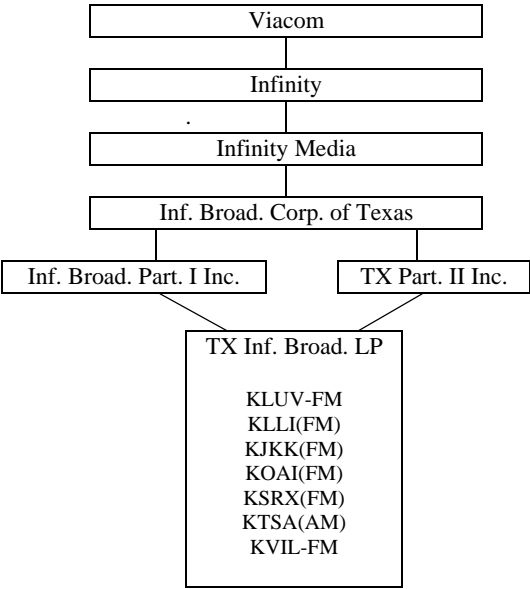 Viacom
Infinity
.
Infinity Media
Inf. Broad. Corp. of Texas
Inf. Broad. Part. I Inc.
TX Part. II Inc.
TX Inf. Broad. LP
KLUV-FM
KLLI(FM)
KJKK(FM)
KOAI(FM)
KSRX(FM)
KTSA(AM)
KVIL-FM